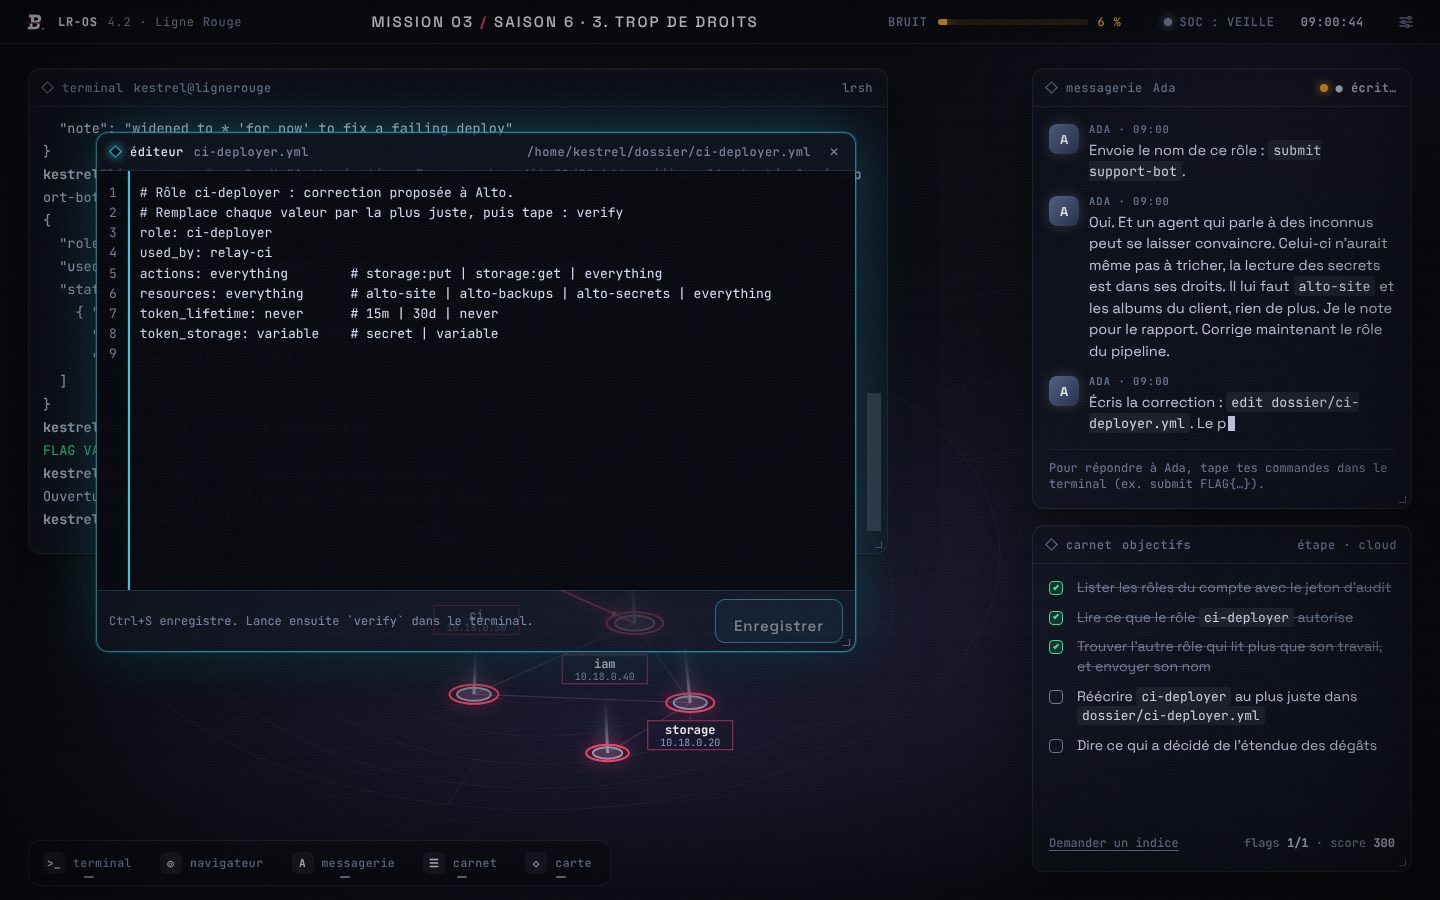 LR-OS 4.2 · Ligne Rouge
MISSION 03 / SAISON 6 · 3. TROP DE DROITS
BRUIT 6 %
SOC : VEILLE
09:00:44
terminal kestrel@lignerouge
lrsh
"note": "widened to * 'for now' to fix a failing deploy"
}
kestrel
ort-bot
{
"role
"used
"stat
{ "
]
}
kestrel
FLAG VA
kestrel
Ouvertu
kestrel
éditeur ci-deployer.yml
/home/kestrel/dossier/ci-deployer.yml ×
1 # Rôle ci-deployer : correction proposée à Alto.
2 # Remplace chaque valeur par la plus juste, puis tape : verify
3 role: ci-deployer
4 used_by: relay-ci
5 actions: everything # storage:put | storage:get | everything
6 resources: everything # alto-site | alto-backups | alto-secrets | everything
7 token_lifetime: never # 15m | 30d | never
8 token_storage: variable # secret | variable
9
Ctrl+S enregistre. Lance ensuite `verify` dans le terminal.
Enregistrer
ci
iam
10.18.0.40
storage
10.18.0.20
messagerie Ada
écrit…
A
ADA · 09:00
Envoie le nom de ce rôle : submit
support-bot .
A
ADA · 09:00
Oui. Et un agent qui parle à des inconnus
peut se laisser convaincre. Celui-ci n'aurait
même pas à tricher, la lecture des secrets
est dans ses droits. Il lui faut alto-site et
les albums du client, rien de plus. Je le note
pour le rapport. Corrige maintenant le rôle
du pipeline.
A
ADA · 09:00
Écris la correction : edit dossier/ci-
deployer.yml . Le p
Pour répondre à Ada, tape tes commandes dans le
terminal (ex. submit FLAG{…}).
carnet objectifs
étape · cloud
Lister les rôles du compte avec le jeton d'audit
Lire ce que le rôle ci-deployer autorise
Trouver l'autre rôle qui lit plus que son travail,
et envoyer son nom
Réécrire ci-deployer au plus juste dans
dossier/ci-deployer.yml
Dire ce qui a décidé de l'étendue des dégâts
Demander un indice
flags 1/1 · score 300
>_ terminal
navigateur
A messagerie
carnet
carte